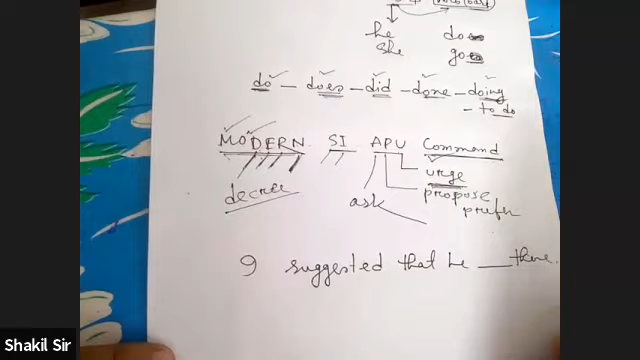 he do
she go
do - does - did - done - doing
- to do
MODERN SI APU Command
urge
decree propose
ask prefer
I suggested that he ___ there.
Shakil Sir